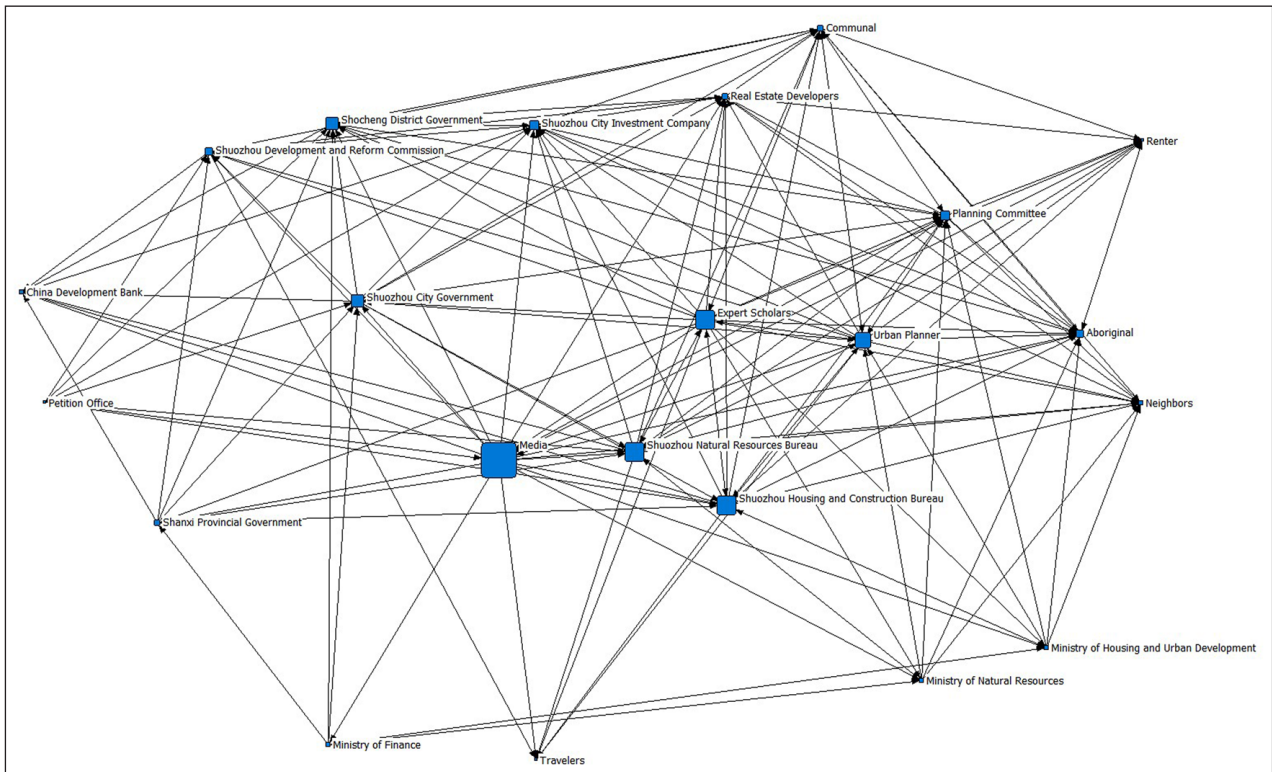 Communal
Real Estate Developers
Shocheng District Government
Shuozhou City Investment Company
Renter
Shuozhou Development and Reform Commission
Planning Committee
China Development Bank
Shuozhou City Government
Expert Scholars
Urban Planner
Aboriginal
Petition Office
Neighbors
Media
Shuozhou Natural Resources Bureau
Shuozhou Housing and Construction Bureau
Shanxi Provincial Government
Ministry of Housing and Urban Development
Ministry of Natural Resources
Ministry of Finance
Travelers